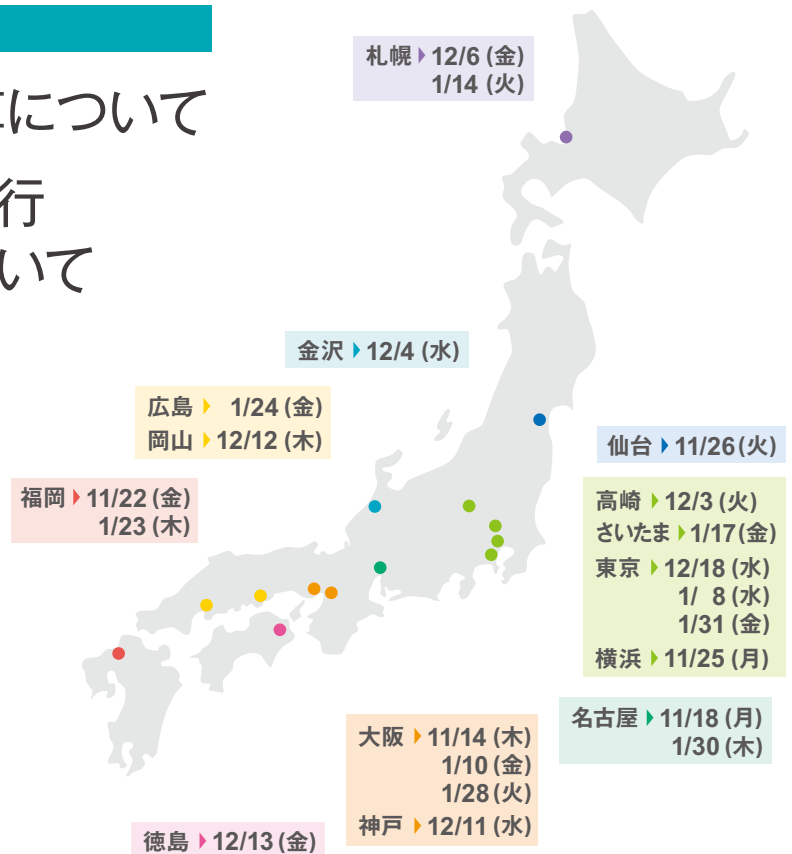 について
行
いて
札幌 12/6 (金)
1/14 (火)
金沢 12/4 (水)
広島 1/24 (金)
岡山 12/12 (木)
仙台 11/26 (火)
福岡 11/22 (金)
1/23 (木)
高崎 12/3 (火)
さいたま 1/17 (金)
東京 12/18 (水)
1/ 8 (水)
1/31 (金)
横浜 11/25 (月)
名古屋 11/18 (月)
1/30 (木)
大阪 11/14 (木)
1/10 (金)
1/28 (火)
神戸 12/11 (水)
徳島 12/13 (金)